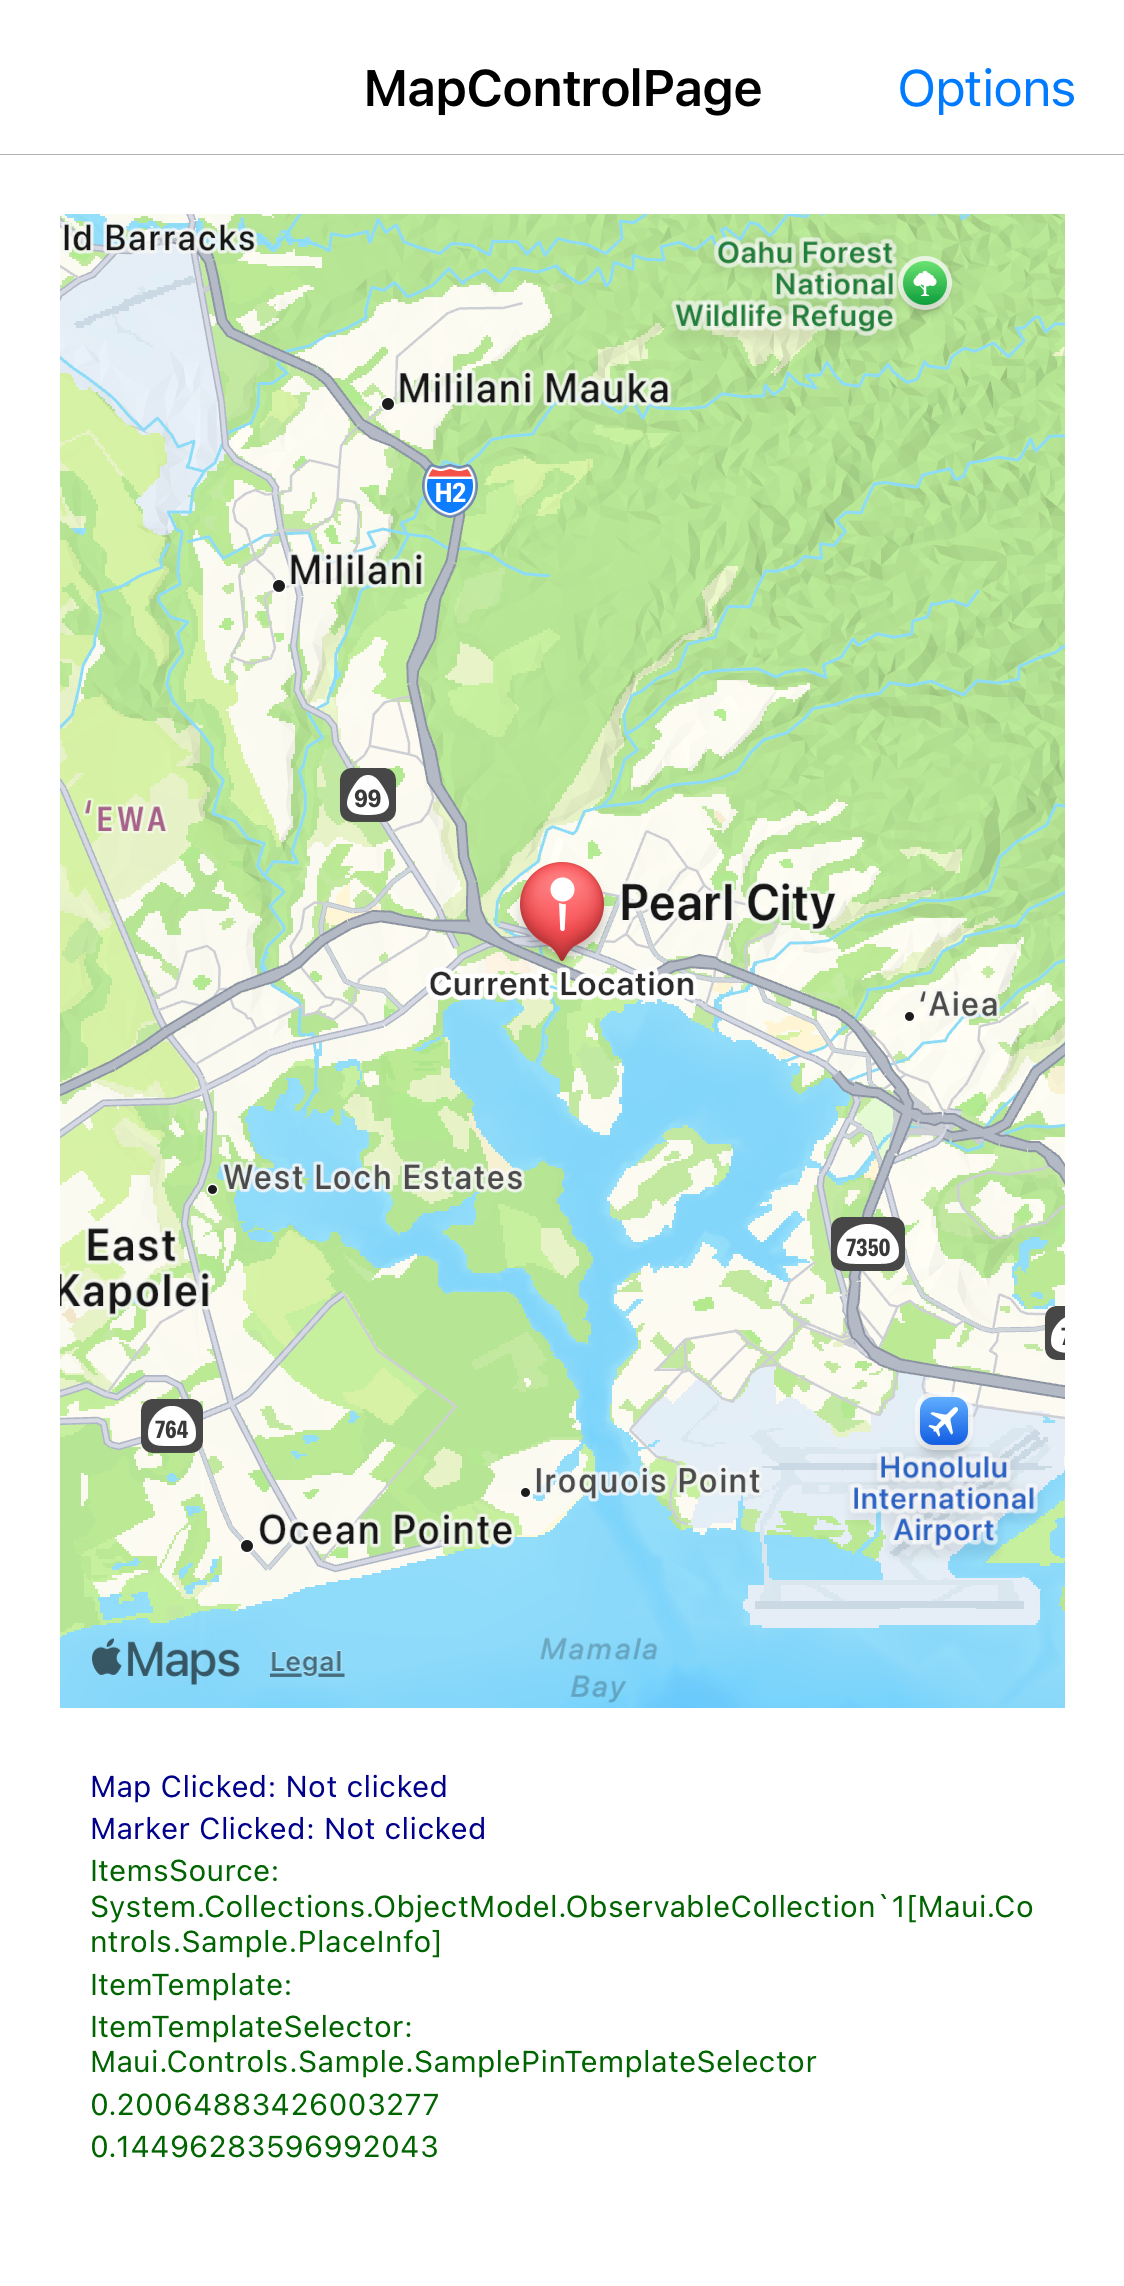 MapControlPage
Options
ld Barracks
Oahu Forest
National
Wildlife Refuge
Mililani Mauka
H2
Mililani
99
ʻEWA
Pearl City
Current Location
ʻAiea
West Loch Estates
East
Kapolei
7350
7
764
Honolulu
International
Airport
Iroquois Point
Ocean Pointe
Maps
Legal
Mamala
Bay
Map Clicked: Not clicked
Marker Clicked: Not clicked
ItemsSource:
System.Collections.ObjectModel.ObservableCollection`1[Maui.Co
ntrols.Sample.PlaceInfo]
ItemTemplate:
ItemTemplateSelector:
Maui.Controls.Sample.SamplePinTemplateSelector
0.20064883426003277
0.14496283596992043